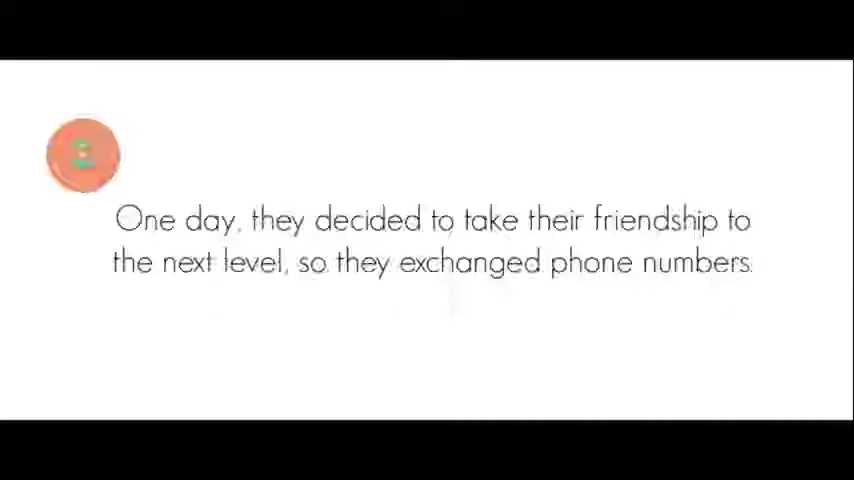 One day, they decided to take their friendship to
the next level, so they exchanged phone numbers.